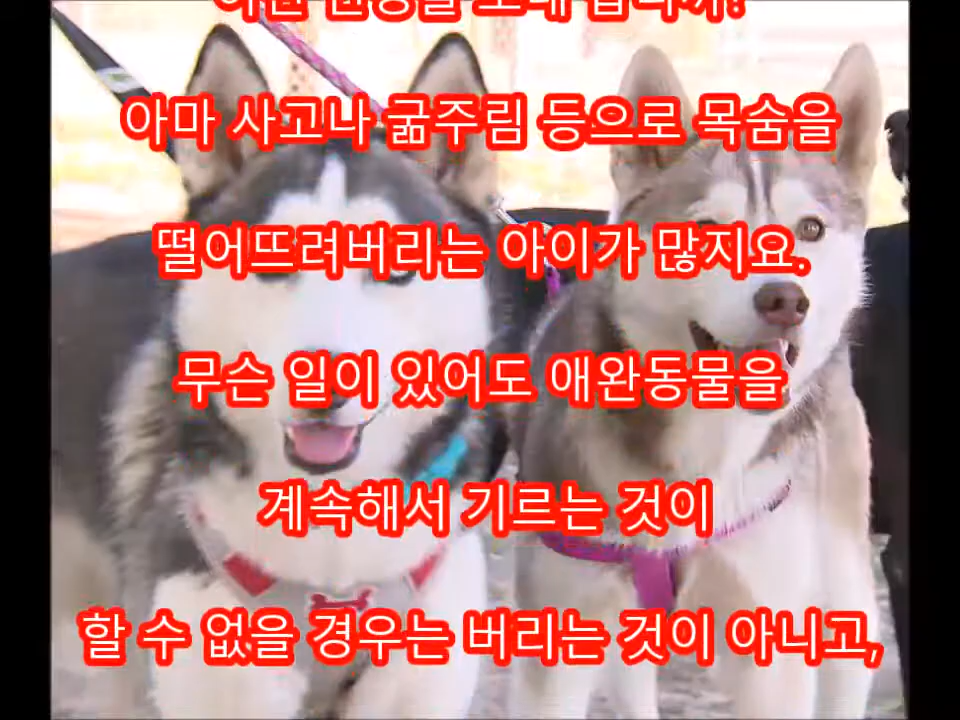 아마 사고나 굶주림 등으로 목숨을
떨어뜨려버리는 아이가 많지요.
무슨 일이 있어도 애완동물을
계속해서 기르는 것이
할 수 없을 경우는 버리는 것이 아니고,